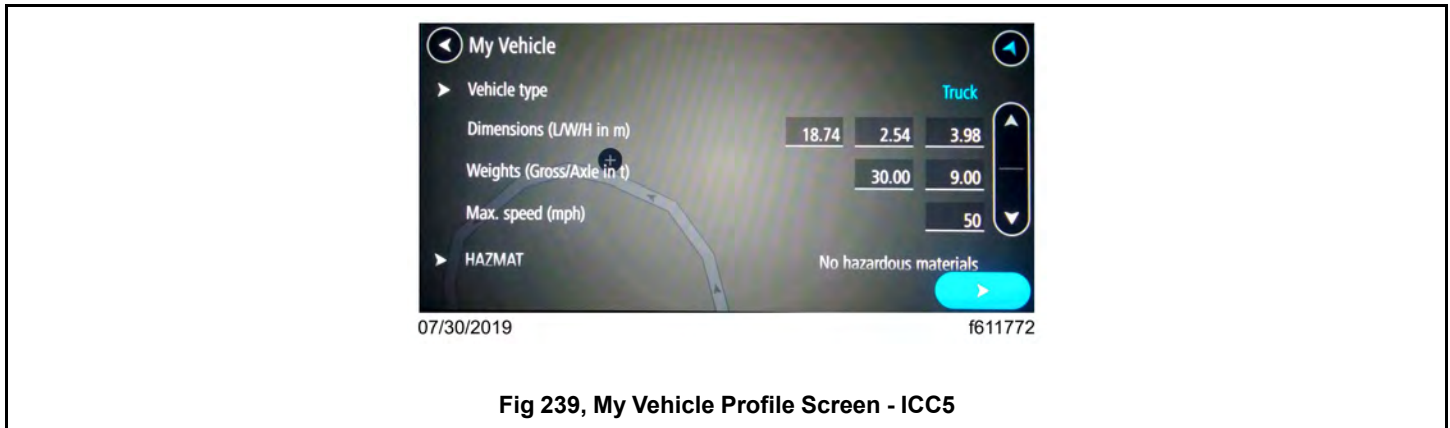 My Vehicle
Vehicle type Truck
Dimensions (L/W/H in m) 18.74 2.54 3.98
Weights (Gross/Axle in t) 30.00 9.00
Max. speed (mph) 50
HAZMAT No hazardous materials
07/30/2019 f611772
Fig 239, My Vehicle Profile Screen - ICC5